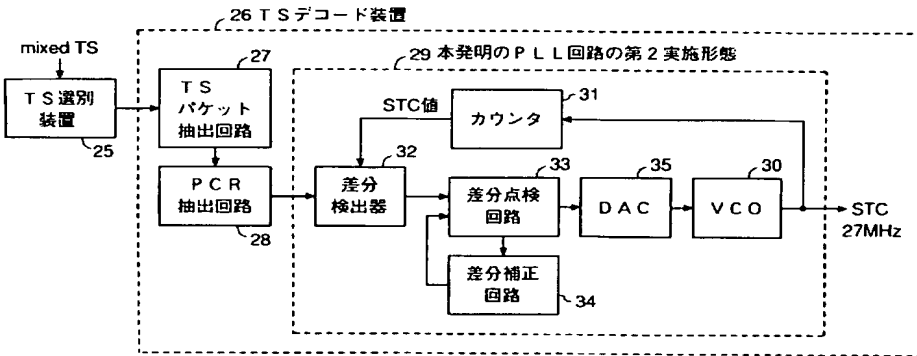 26 TSデコード装置
mixed TS
TS選別
装置
25
27
TS
パケット
抽出回路
PCR
抽出回路
28
29 本発明のPLL回路の第2実施形態
STC値
カウンタ
31
32
差分
検出器
33
差分点検
回路
差分補正
回路
34
35
DAC
30
VCO
STC
27MHz